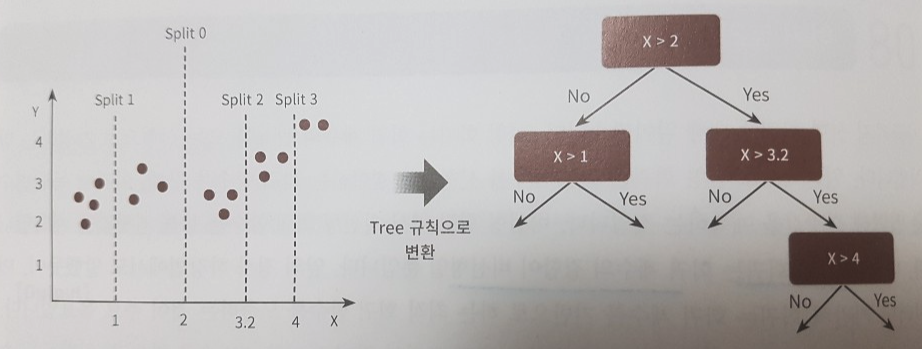 Split 0
Split 1
Split 2
Split 3
Y
4
3
2
1
1
2
3.2
4
X
Tree 규칙으로
변환
X > 2
No
Yes
X > 1
X > 3.2
No
Yes
No
Yes
X > 4
No
Yes